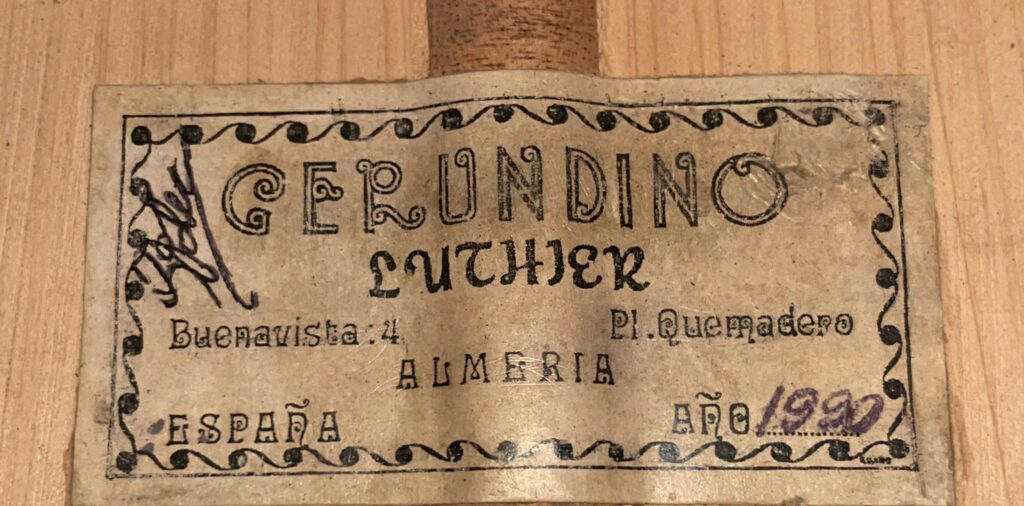 GERUNDINO
LUTHIER
Buenavista:4 Pl.Quemadero
ALMERIA
ESPAÑA AÑO 1990